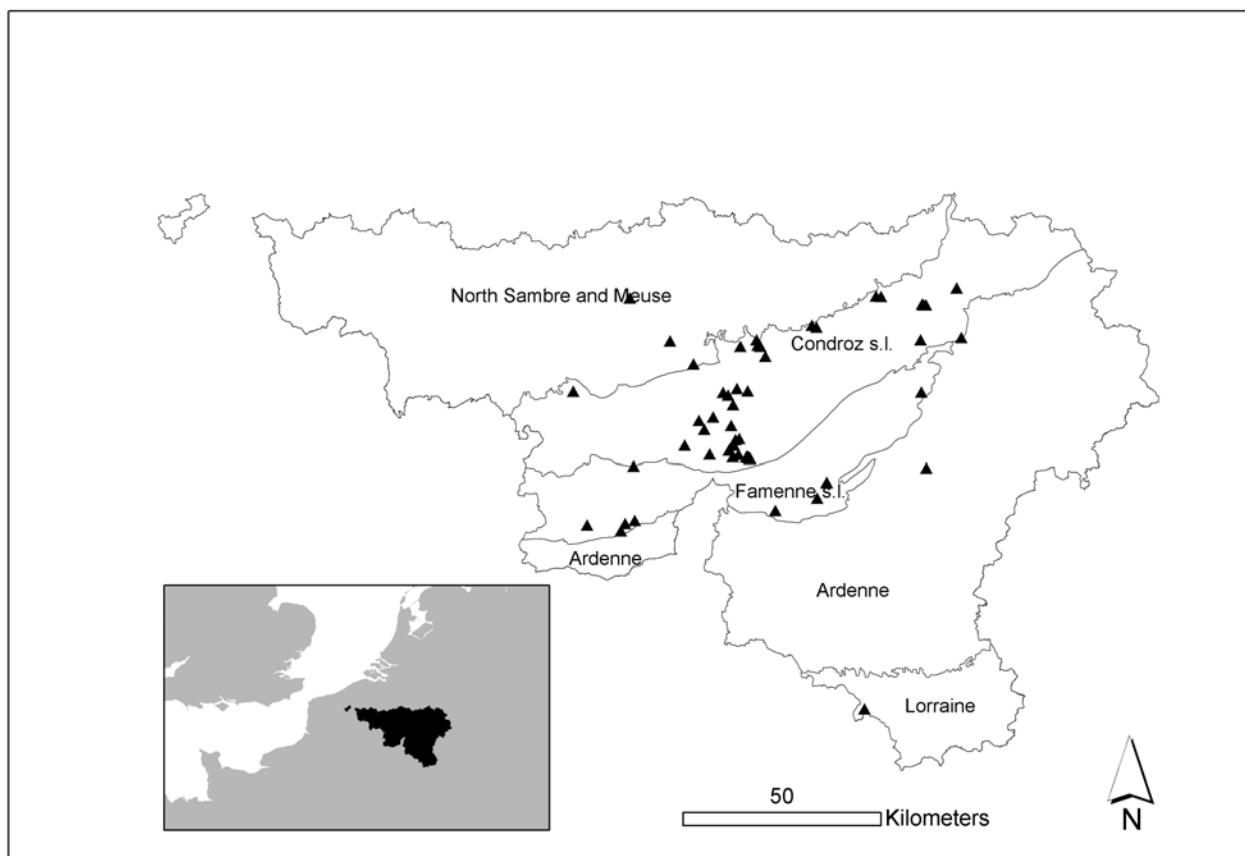 North Sambre and Meuse
Condroz s.l.
Famenne s.l.
Ardenne
Ardenne
Lorraine
50
Kilometers
N